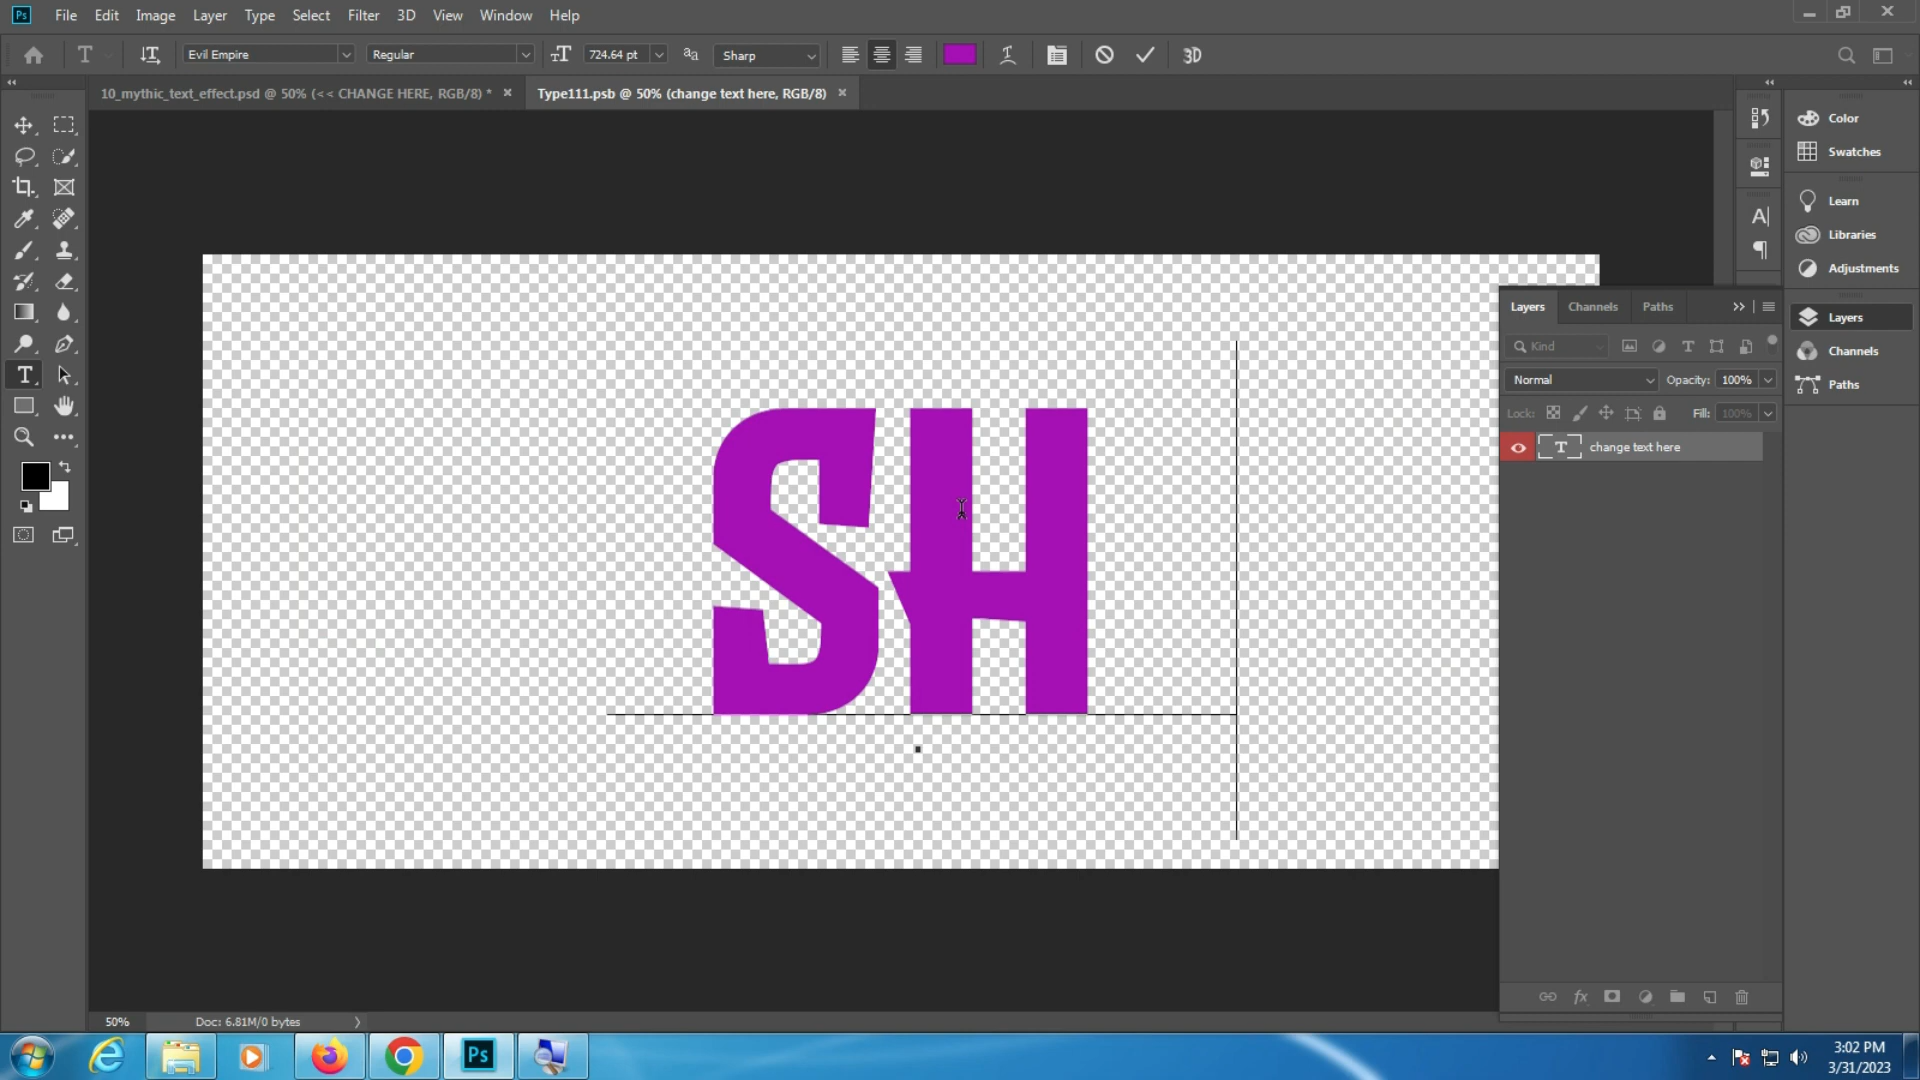 Ps File Edit Image Layer Type Select Filter 3D View Window Help
T Evil Empire Regular 724.64 pt aa Sharp 3D
10_mythic_text_effect.psd @ 50% (<< CHANGE HERE, RGB/8) * × Type111.psb @ 50% (change text here, RGB/8) ×
Color
Swatches
Learn
Libraries
Adjustments
Layers
Channels
Paths
Layers Channels Paths
Kind
Normal Opacity: 100%
Lock: Fill: 100%
T change text here
SH
fx
50% Doc: 6.81M/0 bytes
Ps
3:02 PM
3/31/2023